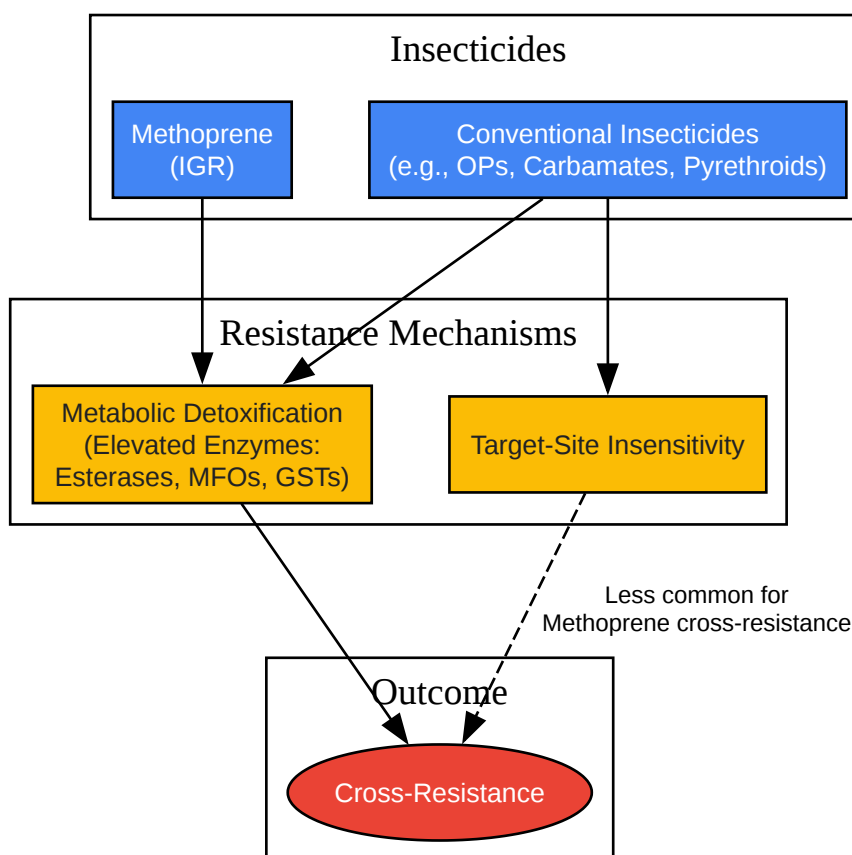 Insecticides
Methoprene
(IGR)
Conventional Insecticides
(e.g., OPs, Carbamates, Pyrethroids)
Resistance Mechanisms
Metabolic Detoxification
(Elevated Enzymes:
Esterases, MFOs, GSTs)
Target-Site Insensitivity
Less common for
Methoprene cross-resistance
Outcome
Cross-Resistance